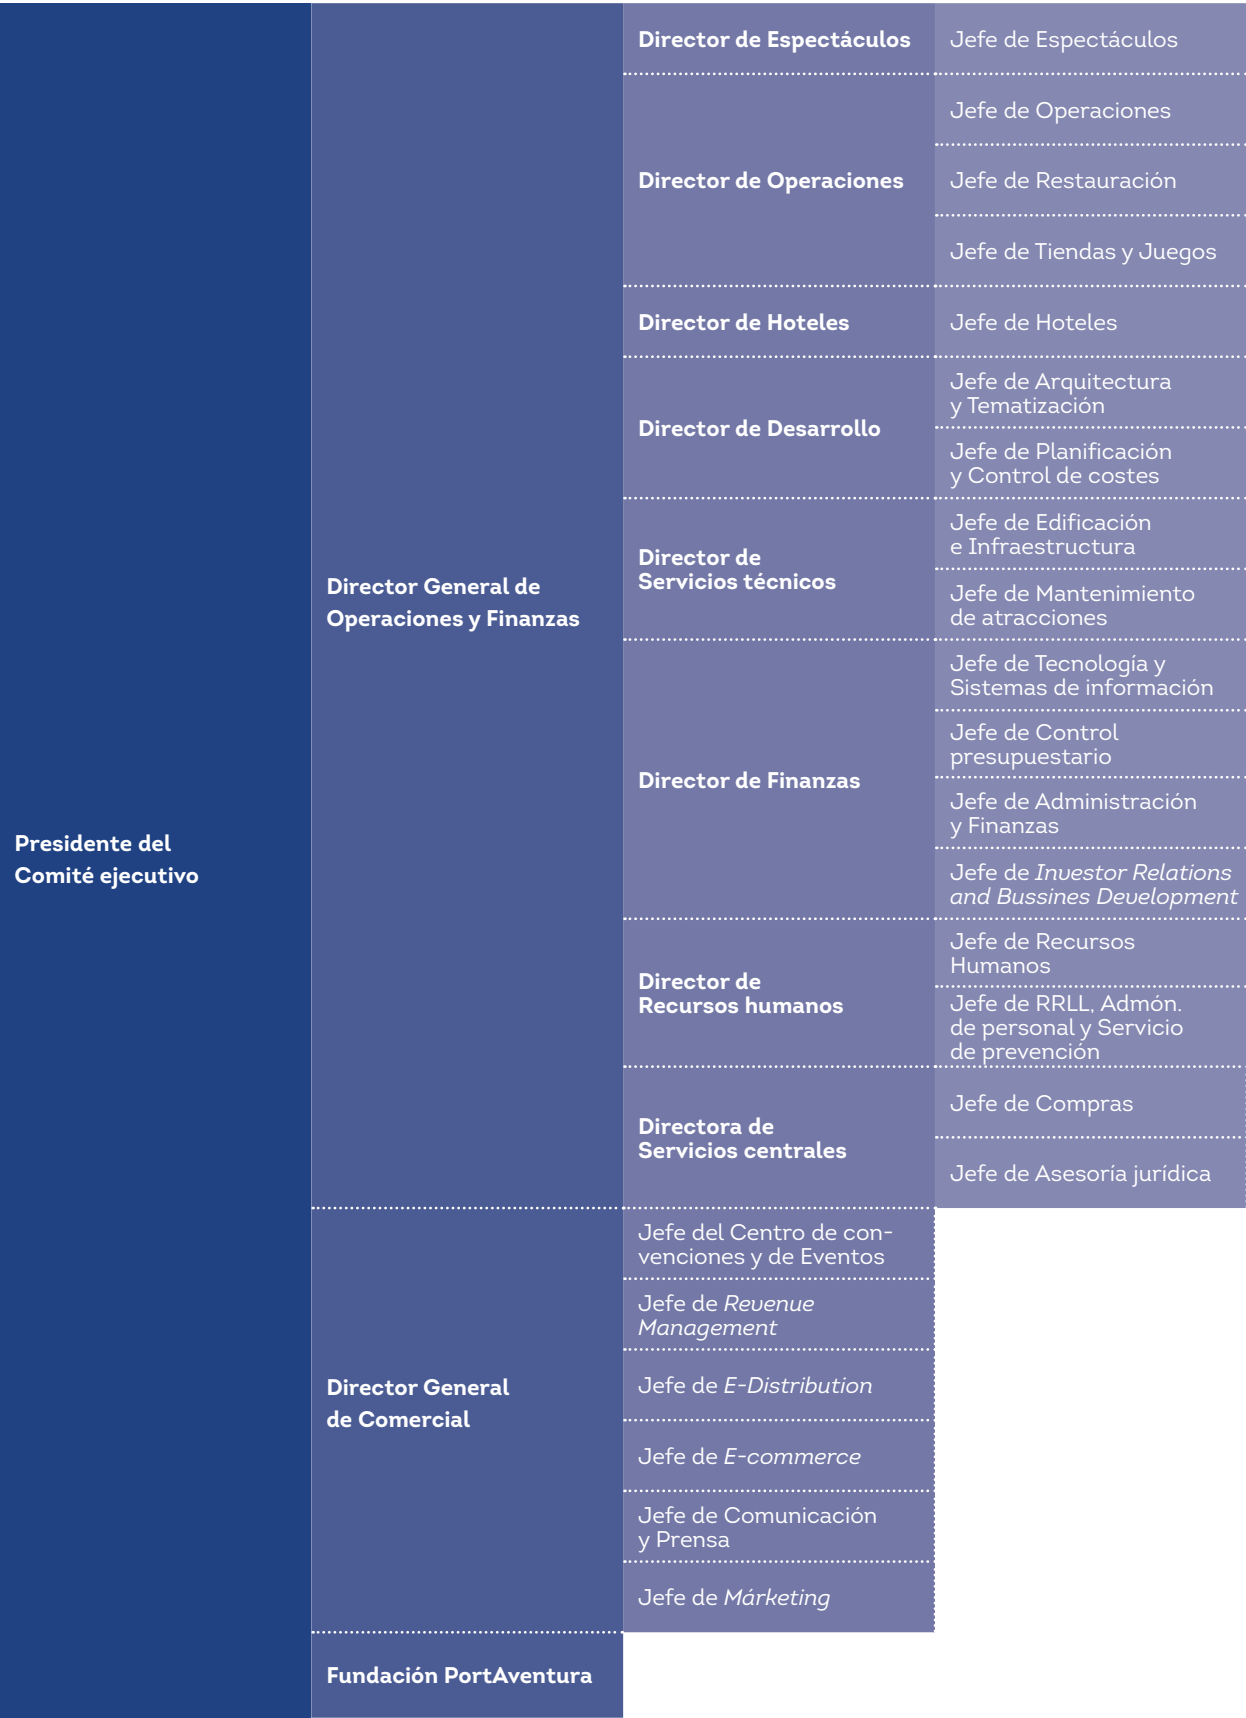 Presidente del
Comité ejecutivo
Director General de
Operaciones y Finanzas
Director de Espectáculos
Jefe de Espectáculos
Director de Operaciones
Jefe de Operaciones
Jefe de Restauración
Jefe de Tiendas y Juegos
Director de Hoteles
Jefe de Hoteles
Director de Desarrollo
Jefe de Arquitectura
y Tematización
Jefe de Planificación
y Control de costes
Director de
Servicios técnicos
Jefe de Edificación
e Infraestructura
Jefe de Mantenimiento
de atracciones
Director de Finanzas
Jefe de Tecnología y
Sistemas de información
Jefe de Control
presupuestario
Jefe de Administración
y Finanzas
Jefe de Investor Relations
and Bussines Development
Director de
Recursos humanos
Jefe de Recursos
Humanos
Jefe de RRLL, Admón.
de personal y Servicio
de prevención
Directora de
Servicios centrales
Jefe de Compras
Jefe de Asesoría jurídica
Director General
de Comercial
Jefe del Centro de con-
venciones y de Eventos
Jefe de Revenue
Management
Jefe de E-Distribution
Jefe de E-commerce
Jefe de Comunicación
y Prensa
Jefe de Márketing
Fundación PortAventura